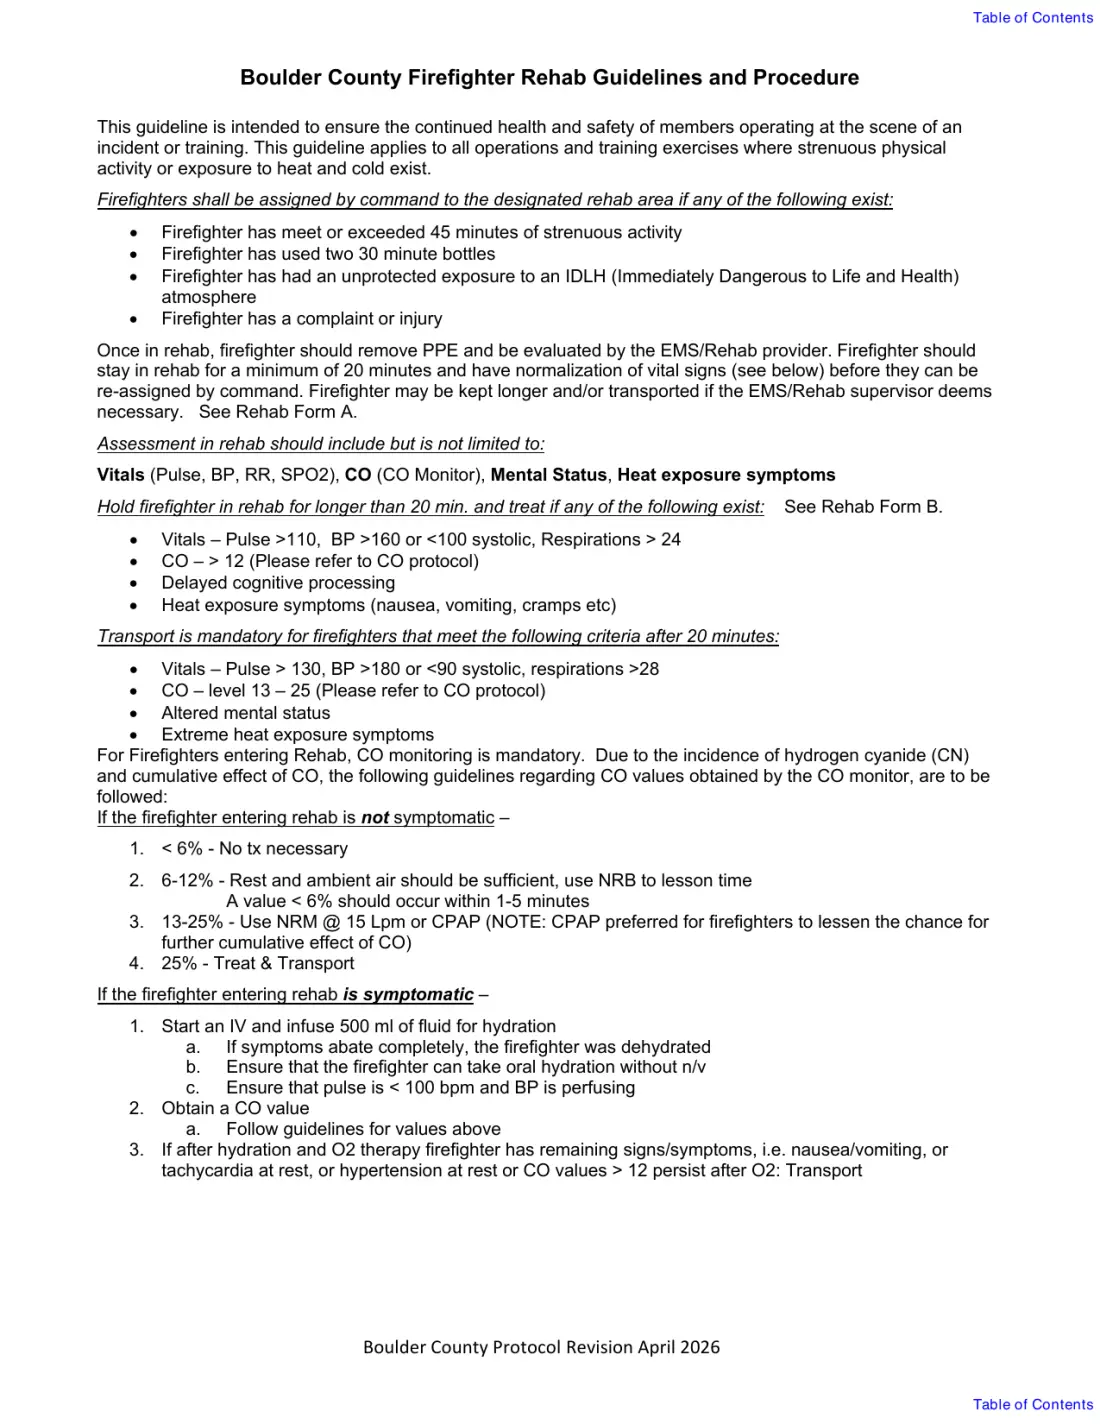 Table of Contents
Boulder County Firefighter Rehab Guidelines and Procedure
This guideline is intended to ensure the continued health and safety of members operating at the scene of an
incident or training. This guideline applies to all operations and training exercises where strenuous physical
activity or exposure to heat and cold exist.
Firefighters shall be assigned by command to the designated rehab area if any of the following exist:
• Firefighter has meet or exceeded 45 minutes of strenuous activity
• Firefighter has used two 30 minute bottles
• Firefighter has had an unprotected exposure to an IDLH (Immediately Dangerous to Life and Health)
atmosphere
• Firefighter has a complaint or injury
Once in rehab, firefighter should remove PPE and be evaluated by the EMS/Rehab provider. Firefighter should
stay in rehab for a minimum of 20 minutes and have normalization of vital signs (see below) before they can be
re-assigned by command. Firefighter may be kept longer and/or transported if the EMS/Rehab supervisor deems
necessary. See Rehab Form A.
Assessment in rehab should include but is not limited to:
Vitals (Pulse, BP, RR, SPO2), CO (CO Monitor), Mental Status, Heat exposure symptoms
Hold firefighter in rehab for longer than 20 min. and treat if any of the following exist: See Rehab Form B.
• Vitals – Pulse >110, BP >160 or <100 systolic, Respirations > 24
• CO – > 12 (Please refer to CO protocol)
• Delayed cognitive processing
• Heat exposure symptoms (nausea, vomiting, cramps etc)
Transport is mandatory for firefighters that meet the following criteria after 20 minutes:
• Vitals – Pulse > 130, BP >180 or <90 systolic, respirations >28
• CO – level 13 – 25 (Please refer to CO protocol)
• Altered mental status
• Extreme heat exposure symptoms
For Firefighters entering Rehab, CO monitoring is mandatory. Due to the incidence of hydrogen cyanide (CN)
and cumulative effect of CO, the following guidelines regarding CO values obtained by the CO monitor, are to be
followed:
If the firefighter entering rehab is not symptomatic –
1. < 6% - No tx necessary
2. 6-12% - Rest and ambient air should be sufficient, use NRB to lesson time
A value < 6% should occur within 1-5 minutes
3. 13-25% - Use NRM @ 15 Lpm or CPAP (NOTE: CPAP preferred for firefighters to lessen the chance for
further cumulative effect of CO)
4. 25% - Treat & Transport
If the firefighter entering rehab is symptomatic –
1. Start an IV and infuse 500 ml of fluid for hydration
a. If symptoms abate completely, the firefighter was dehydrated
b. Ensure that the firefighter can take oral hydration without n/v
c. Ensure that pulse is < 100 bpm and BP is perfusing
2. Obtain a CO value
a. Follow guidelines for values above
3. If after hydration and O2 therapy firefighter has remaining signs/symptoms, i.e. nausea/vomiting, or
tachycardia at rest, or hypertension at rest or CO values > 12 persist after O2: Transport
Boulder County Protocol Revision April 2026
Table of Contents